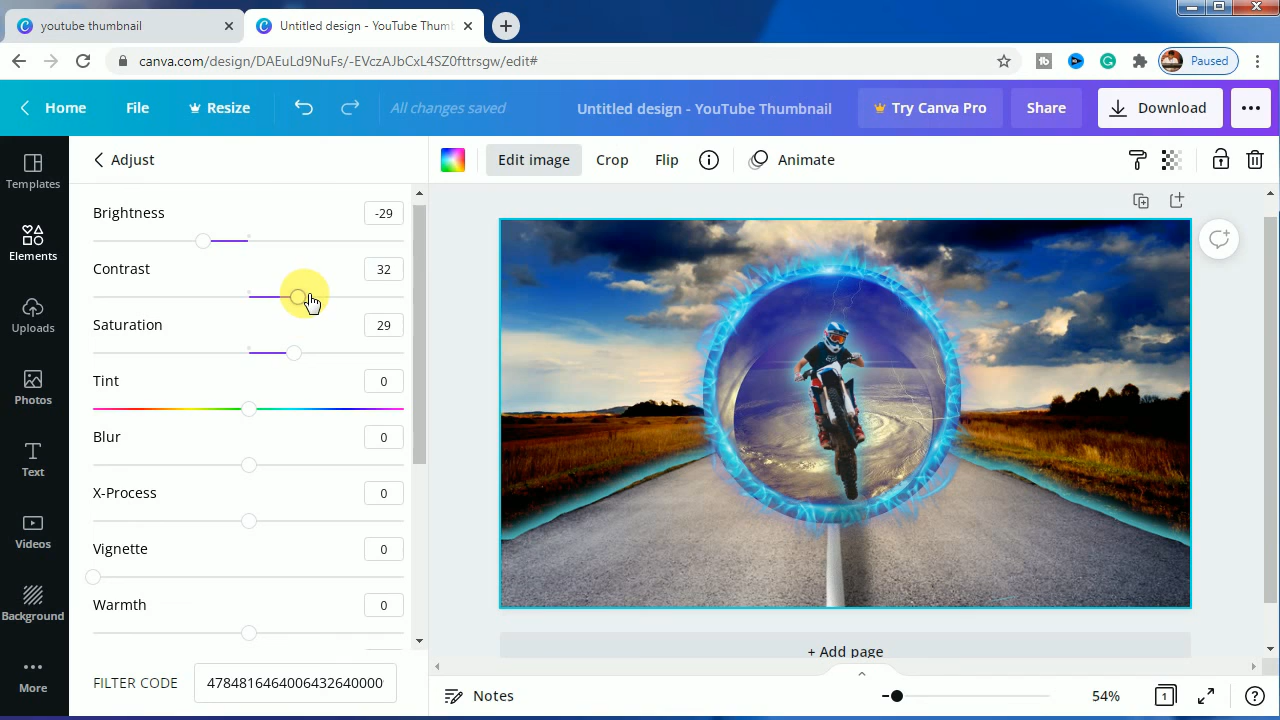 youtube thumbnail
Untitled design - YouTube Thumb
canva.com/design/DAEuLd9NuFs/-EVczAJbCxL4SZ0ftfrsgw/edit#
Paused
Home
File
Resize
All changes saved
Untitled design - YouTube Thumbnail
Try Canva Pro
Share
Download
Templates
Elements
Uploads
Photos
Text
Videos
Background
More
Adjust
Brightness -29
Contrast 32
Saturation 29
Tint 0
Blur 0
X-Process 0
Vignette 0
Warmth 0
FILTER CODE 4784816464006432640000
Edit image
Crop
Flip
Animate
+ Add page
Notes
54%
1